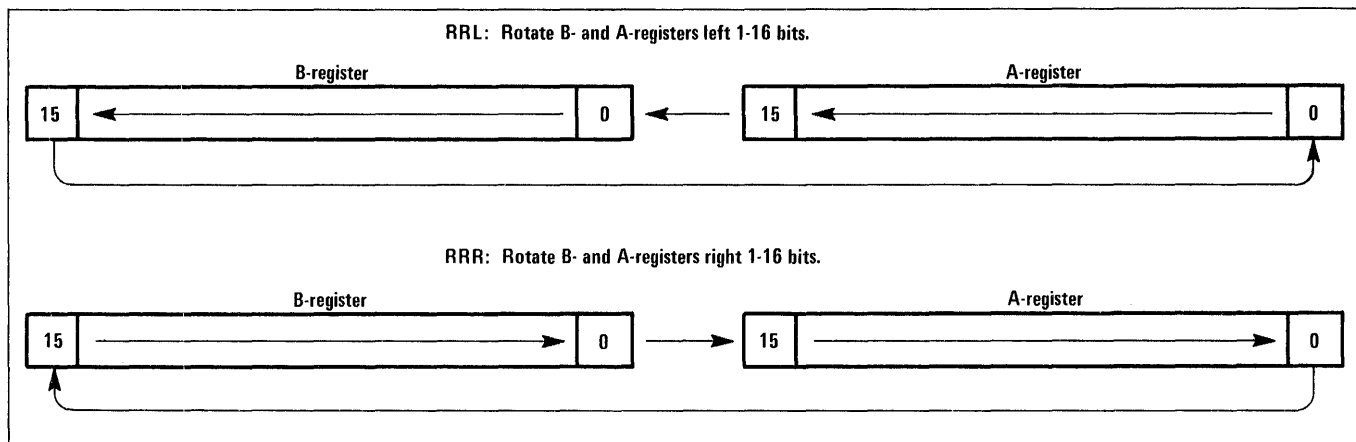 RRL: Rotate B- and A-registers left 1-16 bits.
B-register A-register
15 0 15 0
RRR: Rotate B- and A-registers right 1-16 bits.
B-register A-register
15 0 15 0